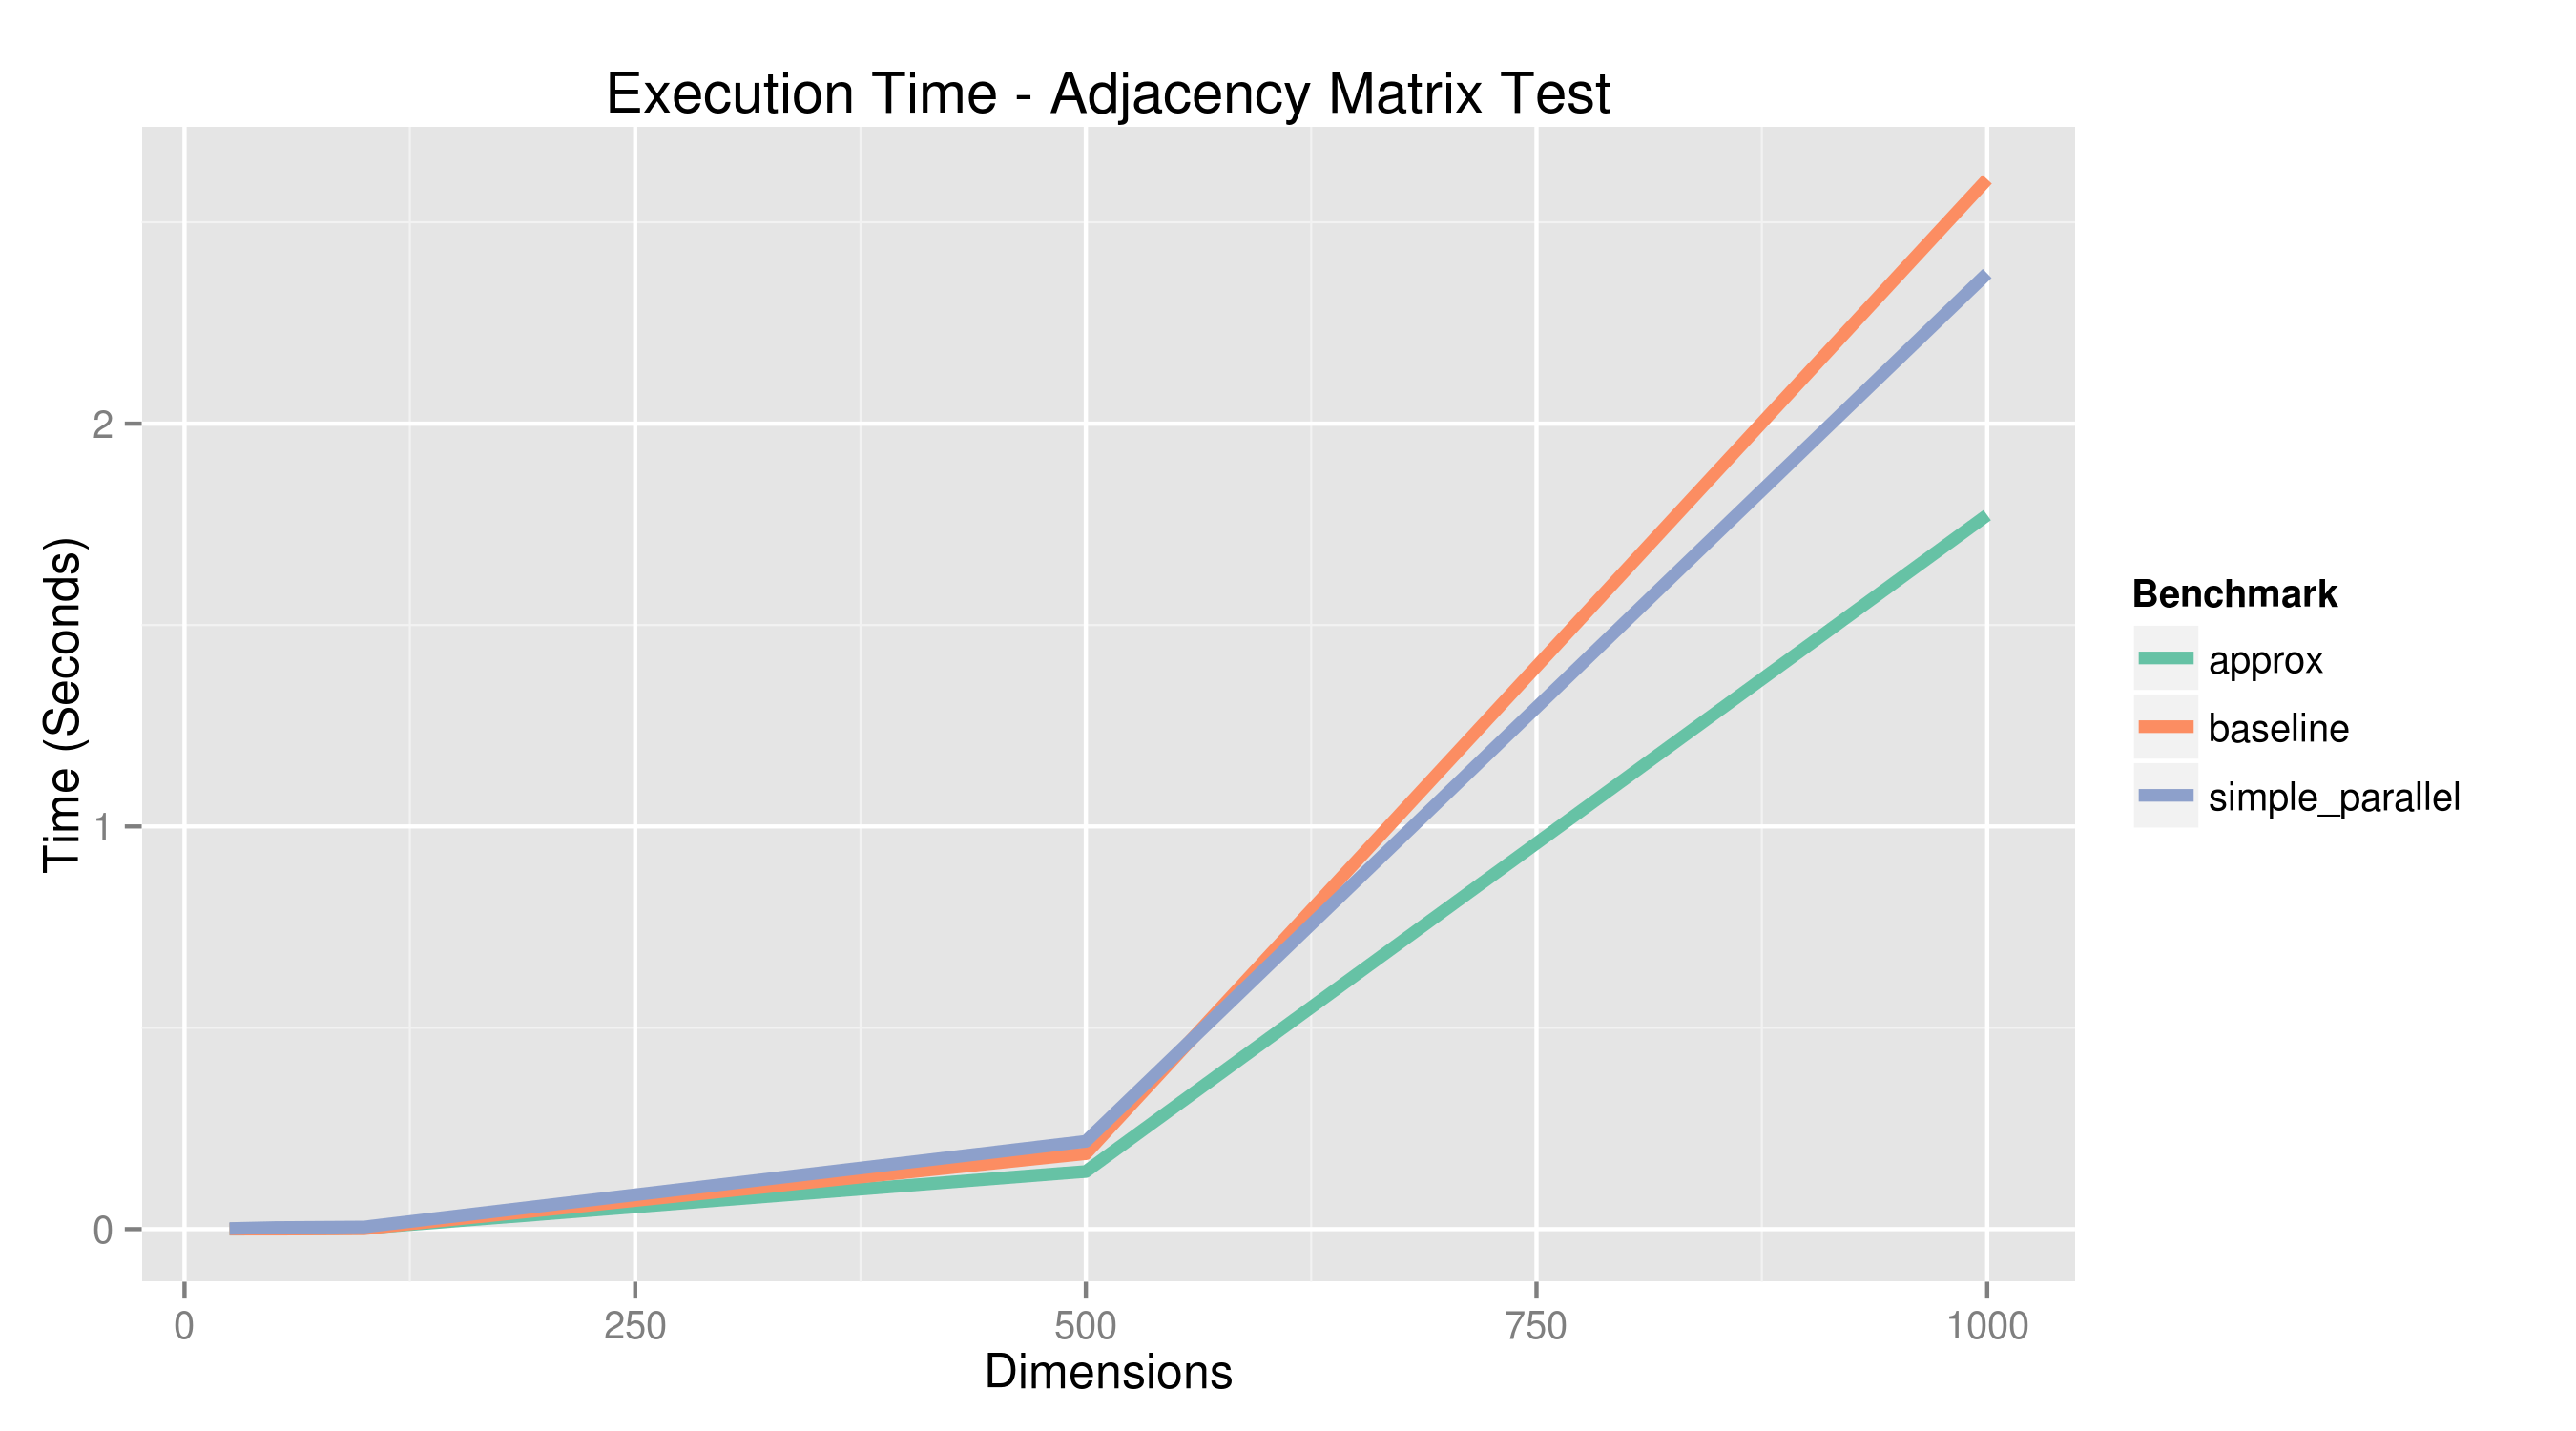 Execution Time - Adjacency Matrix Test
Time (Seconds)
2
1
0
0 250 500 750 1000
Dimensions
Benchmark
approx
baseline
simple_parallel